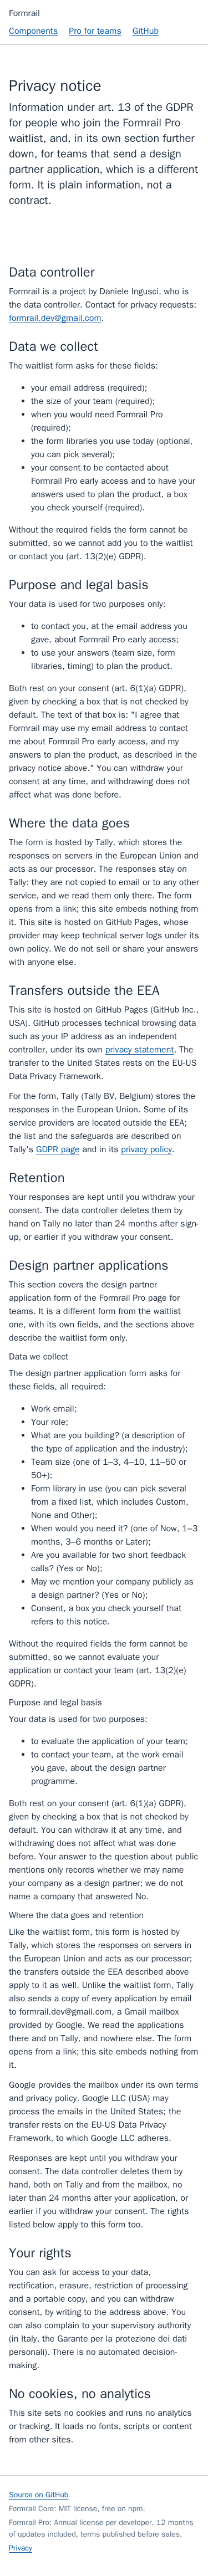 Formrail
Components Pro for teams GitHub
Privacy notice
Information under art. 13 of the GDPR
for people who join the Formrail Pro
waitlist, and, in its own section further
down, for teams that send a design
partner application, which is a different
form. It is plain information, not a
contract.
Data controller
Formrail is a project by Daniele Ingusci, who is
the data controller. Contact for privacy requests:
formrail.dev@gmail.com.
Data we collect
The waitlist form asks for these fields:
your email address (required);
the size of your team (required);
when you would need Formrail Pro
(required);
the form libraries you use today (optional,
you can pick several);
your consent to be contacted about
Formrail Pro early access and to have your
answers used to plan the product, a box
you check yourself (required).
Without the required fields the form cannot be
submitted, so we cannot add you to the waitlist
or contact you (art. 13(2)(e) GDPR).
Purpose and legal basis
Your data is used for two purposes only:
to contact you, at the email address you
gave, about Formrail Pro early access;
to use your answers (team size, form
libraries, timing) to plan the product.
Both rest on your consent (art. 6(1)(a) GDPR),
given by checking a box that is not checked by
default. The text of that box is: "I agree that
Formrail may use my email address to contact
me about Formrail Pro early access, and my
answers to plan the product, as described in the
privacy notice above." You can withdraw your
consent at any time, and withdrawing does not
affect what was done before.
Where the data goes
The form is hosted by Tally, which stores the
responses on servers in the European Union and
acts as our processor. The responses stay on
Tally: they are not copied to email or to any other
service, and we read them only there. The form
opens from a link; this site embeds nothing from
it. This site is hosted on GitHub Pages, whose
provider may keep technical server logs under its
own policy. We do not sell or share your answers
with anyone else.
Transfers outside the EEA
This site is hosted on GitHub Pages (GitHub Inc.,
USA). GitHub processes technical browsing data
such as your IP address as an independent
controller, under its own privacy statement. The
transfer to the United States rests on the EU-US
Data Privacy Framework.
For the form, Tally (Tally BV, Belgium) stores the
responses in the European Union. Some of its
service providers are located outside the EEA;
the list and the safeguards are described on
Tally's GDPR page and in its privacy policy.
Retention
Your responses are kept until you withdraw your
consent. The data controller deletes them by
hand on Tally no later than 24 months after sign-
up, or earlier if you withdraw your consent.
Design partner applications
This section covers the design partner
application form of the Formrail Pro page for
teams. It is a different form from the waitlist
one, with its own fields, and the sections above
describe the waitlist form only.
Data we collect
The design partner application form asks for
these fields, all required:
Work email;
Your role;
What are you building? (a description of
the type of application and the industry);
Team size (one of 1–3, 4–10, 11–50 or
50+);
Form library in use (you can pick several
from a fixed list, which includes Custom,
None and Other);
When would you need it? (one of Now, 1–3
months, 3–6 months or Later);
Are you available for two short feedback
calls? (Yes or No);
May we mention your company publicly as
a design partner? (Yes or No);
Consent, a box you check yourself that
refers to this notice.
Without the required fields the form cannot be
submitted, so we cannot evaluate your
application or contact your team (art. 13(2)(e)
GDPR).
Purpose and legal basis
Your data is used for two purposes:
to evaluate the application of your team;
to contact your team, at the work email
you gave, about the design partner
programme.
Both rest on your consent (art. 6(1)(a) GDPR),
given by checking a box that is not checked by
default. You can withdraw it at any time, and
withdrawing does not affect what was done
before. Your answer to the question about public
mentions only records whether we may name
your company as a design partner; we do not
name a company that answered No.
Where the data goes and retention
Like the waitlist form, this form is hosted by
Tally, which stores the responses on servers in
the European Union and acts as our processor;
the transfers outside the EEA described above
apply to it as well. Unlike the waitlist form, Tally
also sends a copy of every application by email
to formrail.dev@gmail.com, a Gmail mailbox
provided by Google. We read the applications
there and on Tally, and nowhere else. The form
opens from a link; this site embeds nothing from
it.
Google provides the mailbox under its own terms
and privacy policy. Google LLC (USA) may
process the emails in the United States; the
transfer rests on the EU-US Data Privacy
Framework, to which Google LLC adheres.
Responses are kept until you withdraw your
consent. The data controller deletes them by
hand, both on Tally and from the mailbox, no
later than 24 months after your application, or
earlier if you withdraw your consent. The rights
listed below apply to this form too.
Your rights
You can ask for access to your data,
rectification, erasure, restriction of processing
and a portable copy, and you can withdraw
consent, by writing to the address above. You
can also complain to your supervisory authority
(in Italy, the Garante per la protezione dei dati
personali). There is no automated decision-
making.
No cookies, no analytics
This site sets no cookies and runs no analytics
or tracking. It loads no fonts, scripts or content
from other sites.
Source on GitHub
Formrail Core: MIT license, free on npm.
Formrail Pro: Annual license per developer, 12 months
of updates included, terms published before sales.
Privacy